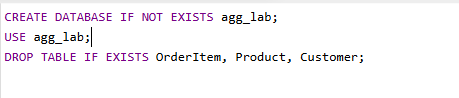 CREATE DATABASE IF NOT EXISTS agg_lab;
USE agg_lab;
DROP TABLE IF EXISTS OrderItem, Product, Customer;